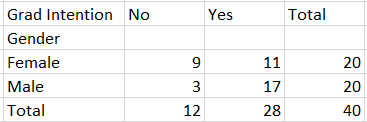 Grad Intention No Yes Total
Gender
Female 9 11 20
Male 3 17 20
Total 12 28 40